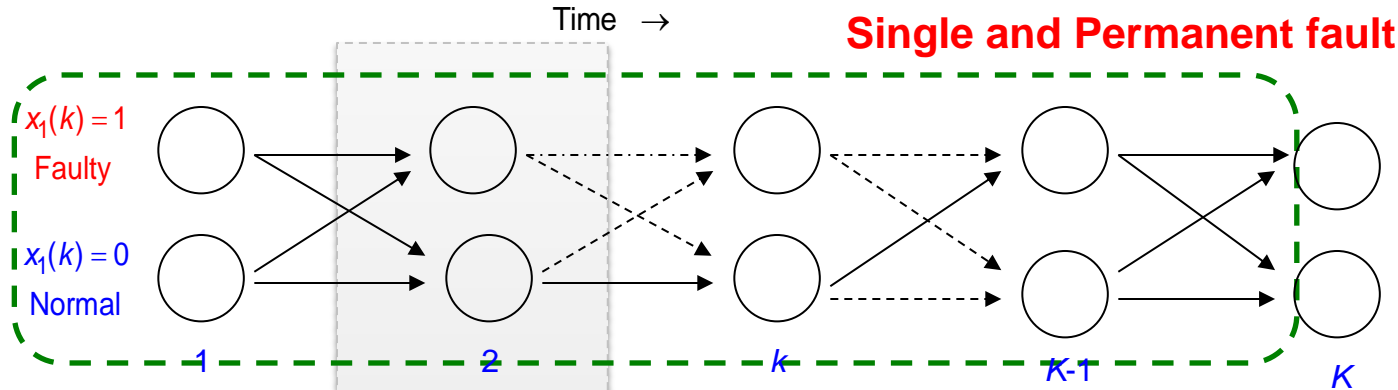 Time →
Single and Permanent fault
x₁(k) = 1
Faulty
x₁(k) = 0
Normal
1 2 k K-1 K